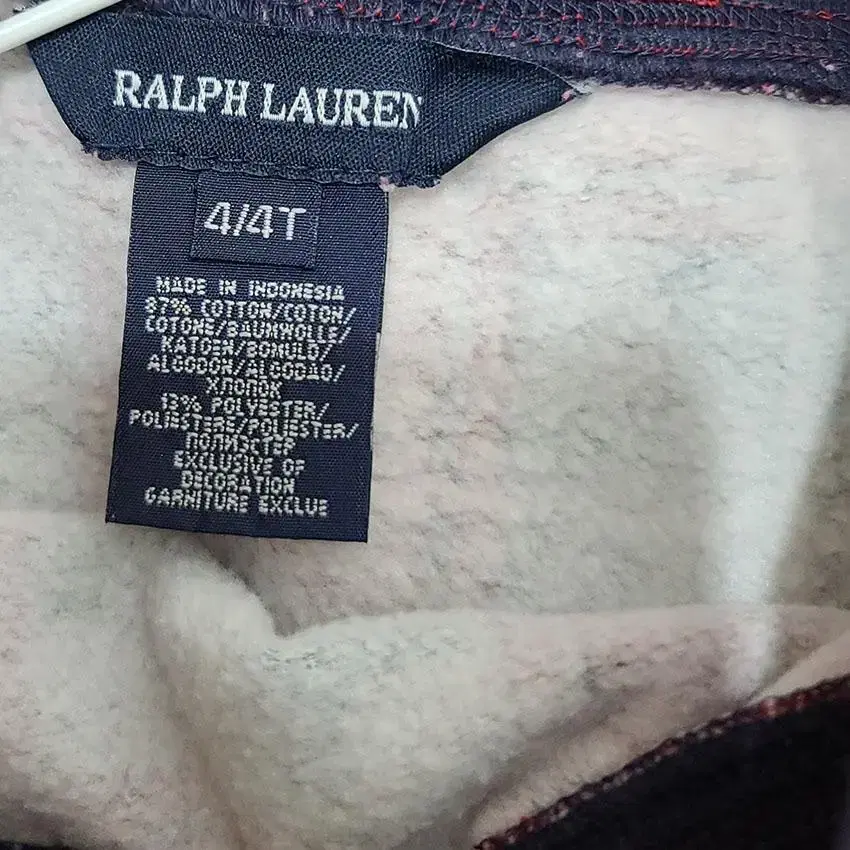 RALPH LAUREN
4/4T
MADE IN INDONESIA
87% COTTON/COTON/
COTONE/BAUMWOLLE/
KATOEN/BOMULD/
ALGODON/ALGODAO/
ХЛОПОК
13% POLYESTER/
POLIESTERE/POLIESTER/
ПОЛИЭСТЕР
EXCLUSIVE OF
DECORATION
GARNITURE EXCLUE